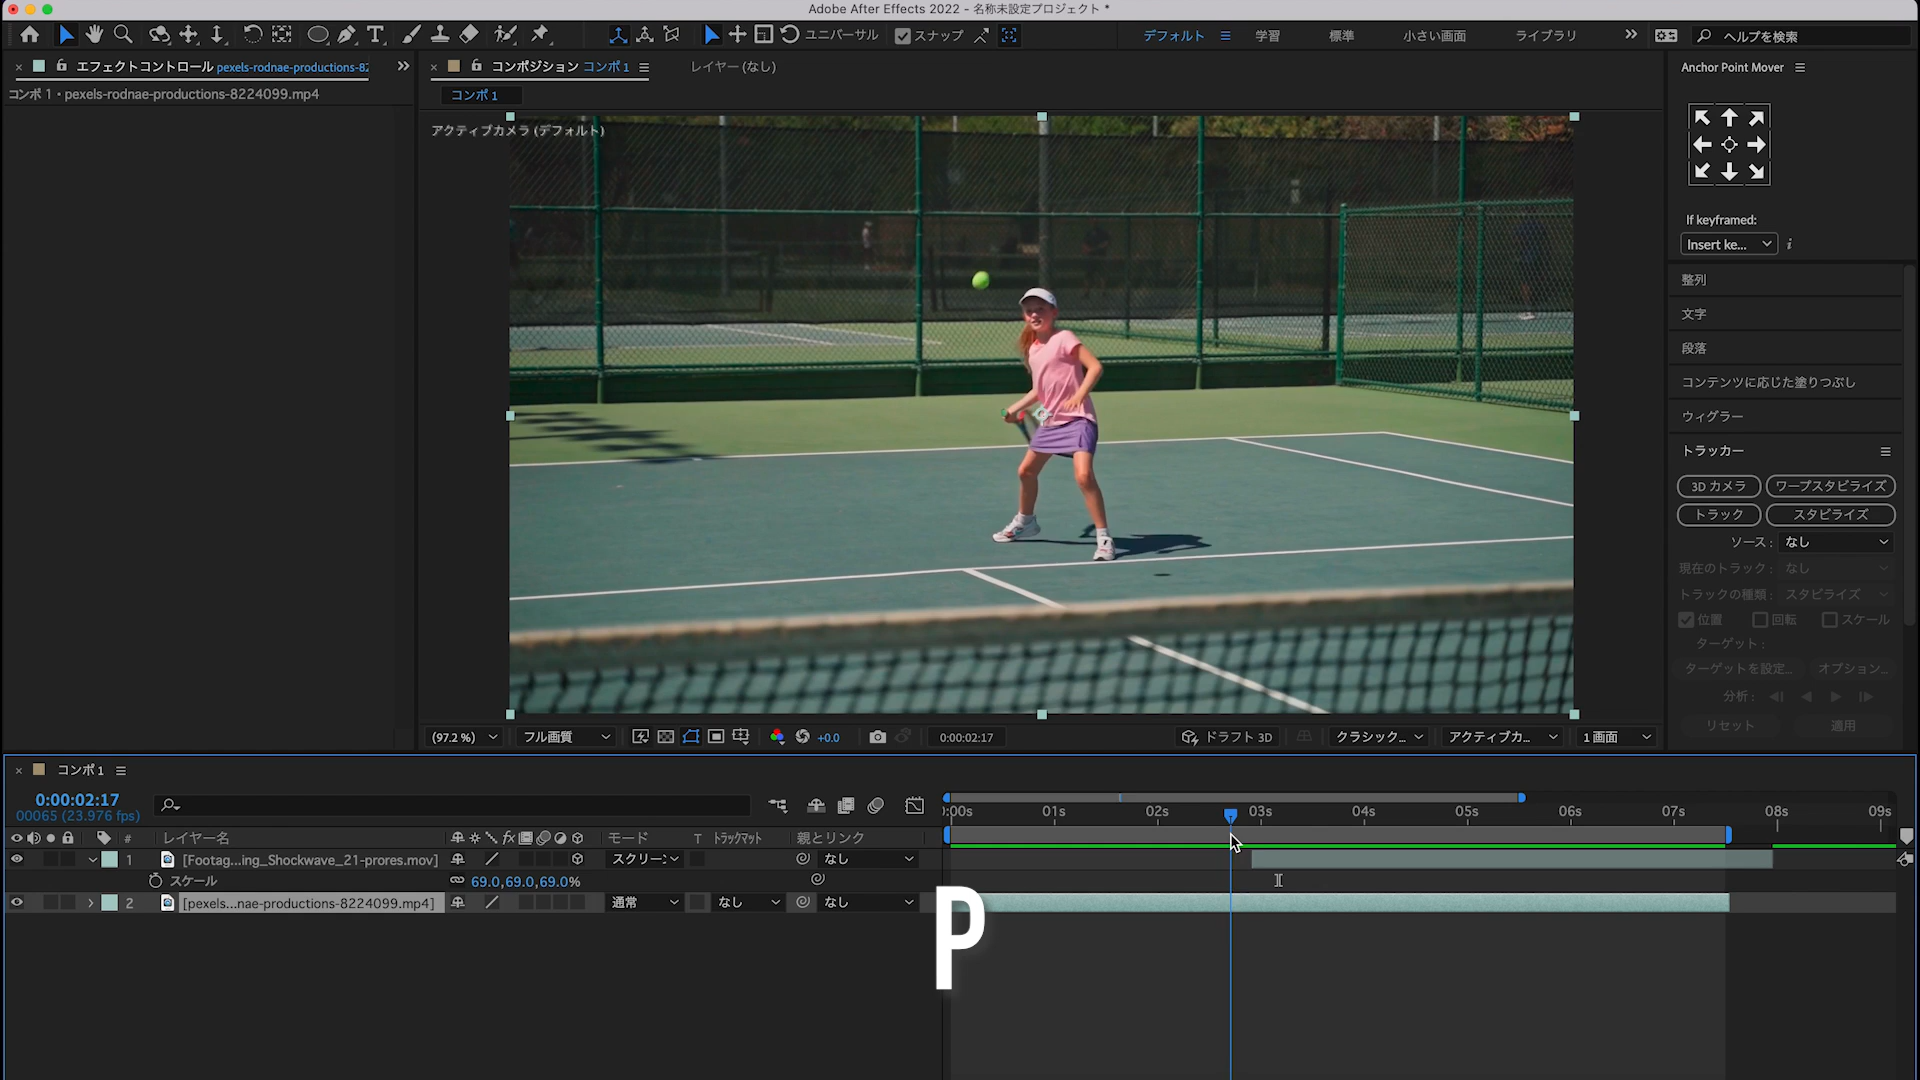 Adobe After Effects 2022 - 名称未設定プロジェクト *
ユニバーサル
スナップ
デフォルト
学習
標準
小さい画面
ライブラリ
ヘルプを検索
エフェクトコントロール pexels-rodnae-productions-82
コンポ 1・pexels-rodnae-productions-8224099.mp4
コンポジション コンポ 1
レイヤー (なし)
コンポ 1
アクティブカメラ (デフォルト)
Anchor Point Mover
If keyframed:
Insert ke...
i
整列
文字
段落
コンテンツに応じた塗りつぶし
ウィグラー
トラッカー
3D カメラ
ワープスタビライズ
トラック
スタビライズ
ソース :
なし
現在のトラック :
なし
トラックの種類 :
スタビライズ
位置
回転
スケール
ターゲット :
ターゲットを設定...
オプション...
分析 :
リセット
適用
(97.2 %)
フル画質
+0.0
0:00:02:17
ドラフト 3D
クラシック...
アクティブカ...
1 画面
コンポ 1
0:00:02:17
00065 (23.976 fps)
:00s
01s
02s
03s
04s
05s
06s
07s
08s
09s
#
レイヤー名
fx
モード
T
トラックマット
親とリンク
1
[Footag...ing_Shockwave_21-prores.mov]
スクリーン
なし
スケール
69.0,69.0,69.0%
2
[pexels...nae-productions-8224099.mp4]
通常
なし
なし
P